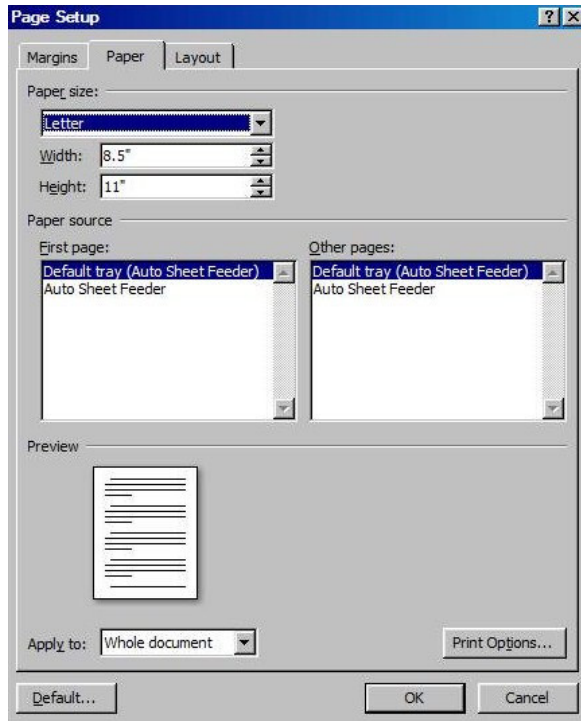 Page Setup
Margins Paper Layout
Paper size:
Letter
Width: 8.5"
Height: 11"
Paper source
First page:
Default tray (Auto Sheet Feeder)
Auto Sheet Feeder
Other pages:
Default tray (Auto Sheet Feeder)
Auto Sheet Feeder
Preview
Apply to: Whole document
Print Options...
Default...
OK
Cancel